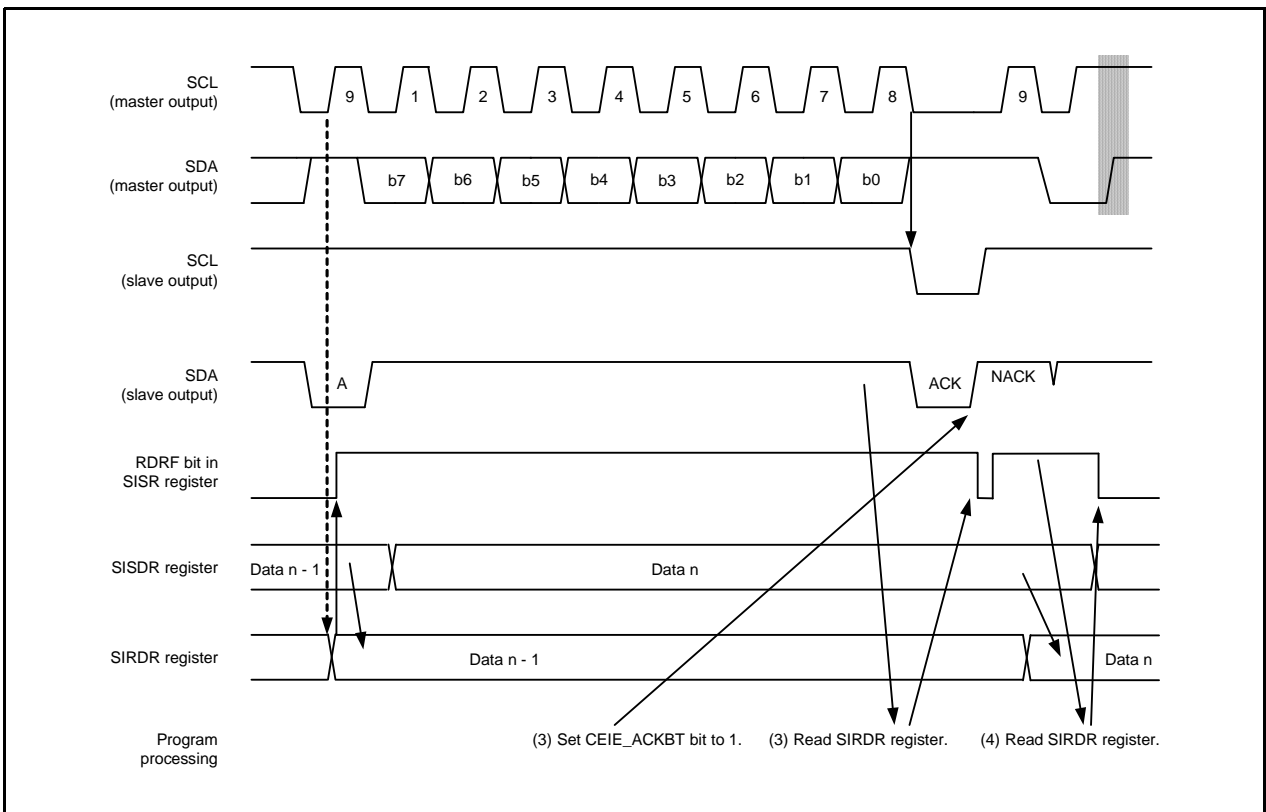 SCL
(master output)
9 1 2 3 4 5 6 7 8 9
SDA
(master output)
b7 b6 b5 b4 b3 b2 b1 b0
SCL
(slave output)
SDA
(slave output)
A ACK NACK
RDRF bit in
SISR register
SISDR register
Data n - 1 Data n
SIRDR register
Data n - 1 Data n
Program
processing
(3) Set CEIE_ACKBT bit to 1. (3) Read SIRDR register. (4) Read SIRDR register.